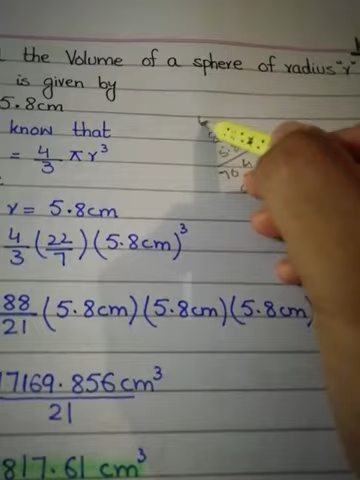 the Volume of a sphere of radius "r"
is given by
5.8cm
know that
= 4/3 πr³
r = 5.8cm
4/3 (22/7) (5.8cm)³
88/21 (5.8cm) (5.8cm) (5.8cm)
17169.856cm³/21
817.61 cm³